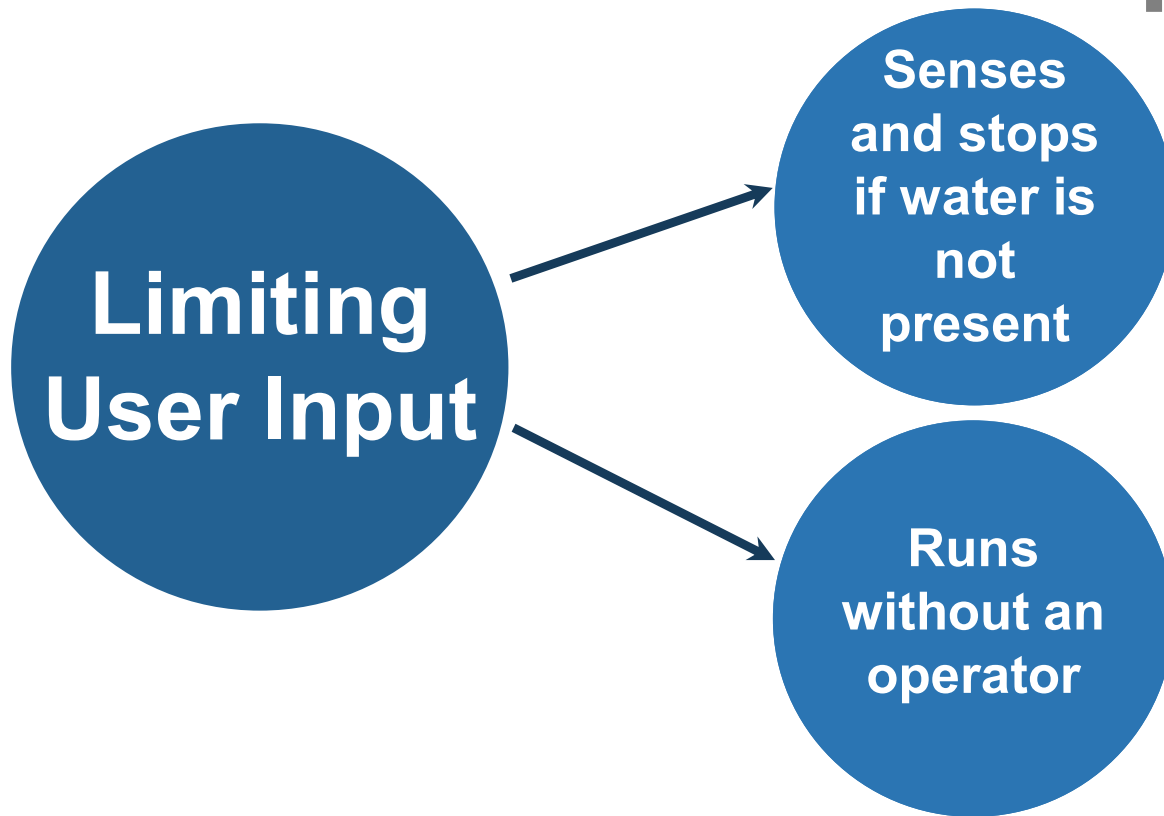 Limiting
User Input
Senses
and stops
if water is
not
present
Runs
without an
operator